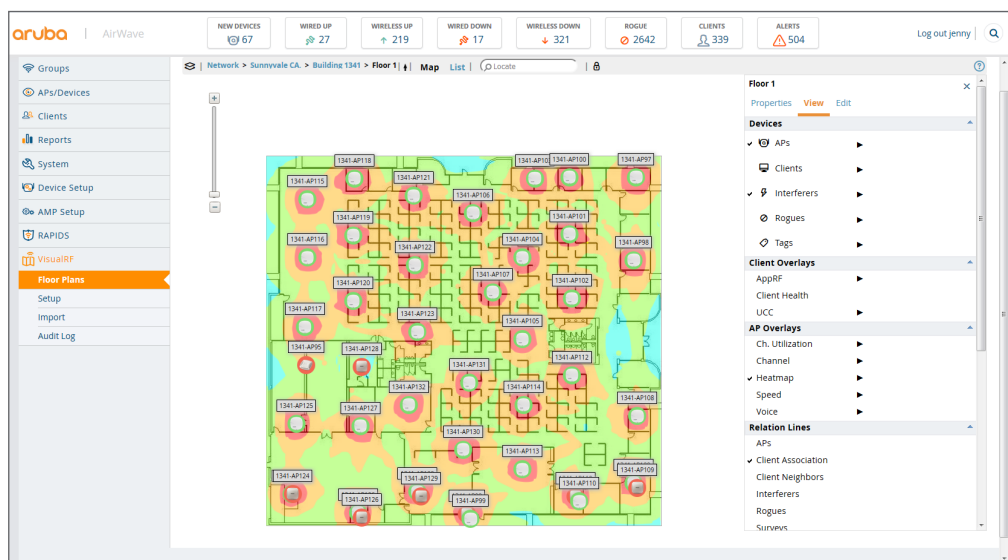 aruba | AirWave
NEW DEVICES
67
WIRED UP
27
WIRELESS UP
219
WIRED DOWN
17
WIRELESS DOWN
321
ROGUE
2642
CLIENTS
339
ALERTS
504
Log out jenny
Groups
APs/Devices
Clients
Reports
System
Device Setup
AMP Setup
RAPIDS
VisualRF
Floor Plans
Setup
Import
Audit Log
| Network > Sunnyvale CA. > Building 1341 > Floor 1 | Map List | Locate |
1341-AP118
1341-AP100
1341-AP97
1341-AP115
1341-AP121
1341-AP106
1341-AP119
1341-AP101
1341-AP116
1341-AP122
1341-AP104
1341-AP98
1341-AP120
1341-AP107
1341-AP102
1341-AP117
1341-AP123
1341-AP105
1341-AP95
1341-AP128
1341-AP112
1341-AP131
1341-AP132
1341-AP114
1341-AP125
1341-AP127
1341-AP108
1341-AP130
1341-AP113
1341-AP124
1341-AP129
1341-AP109
1341-AP126
1341-AP99
1341-AP110
Floor 1
Properties View Edit
Devices
APs
Clients
Interferers
Rogues
Tags
Client Overlays
AppRF
Client Health
UCC
AP Overlays
Ch. Utilization
Channel
Heatmap
Speed
Voice
Relation Lines
APs
Client Association
Client Neighbors
Interferers
Rogues
Surveys